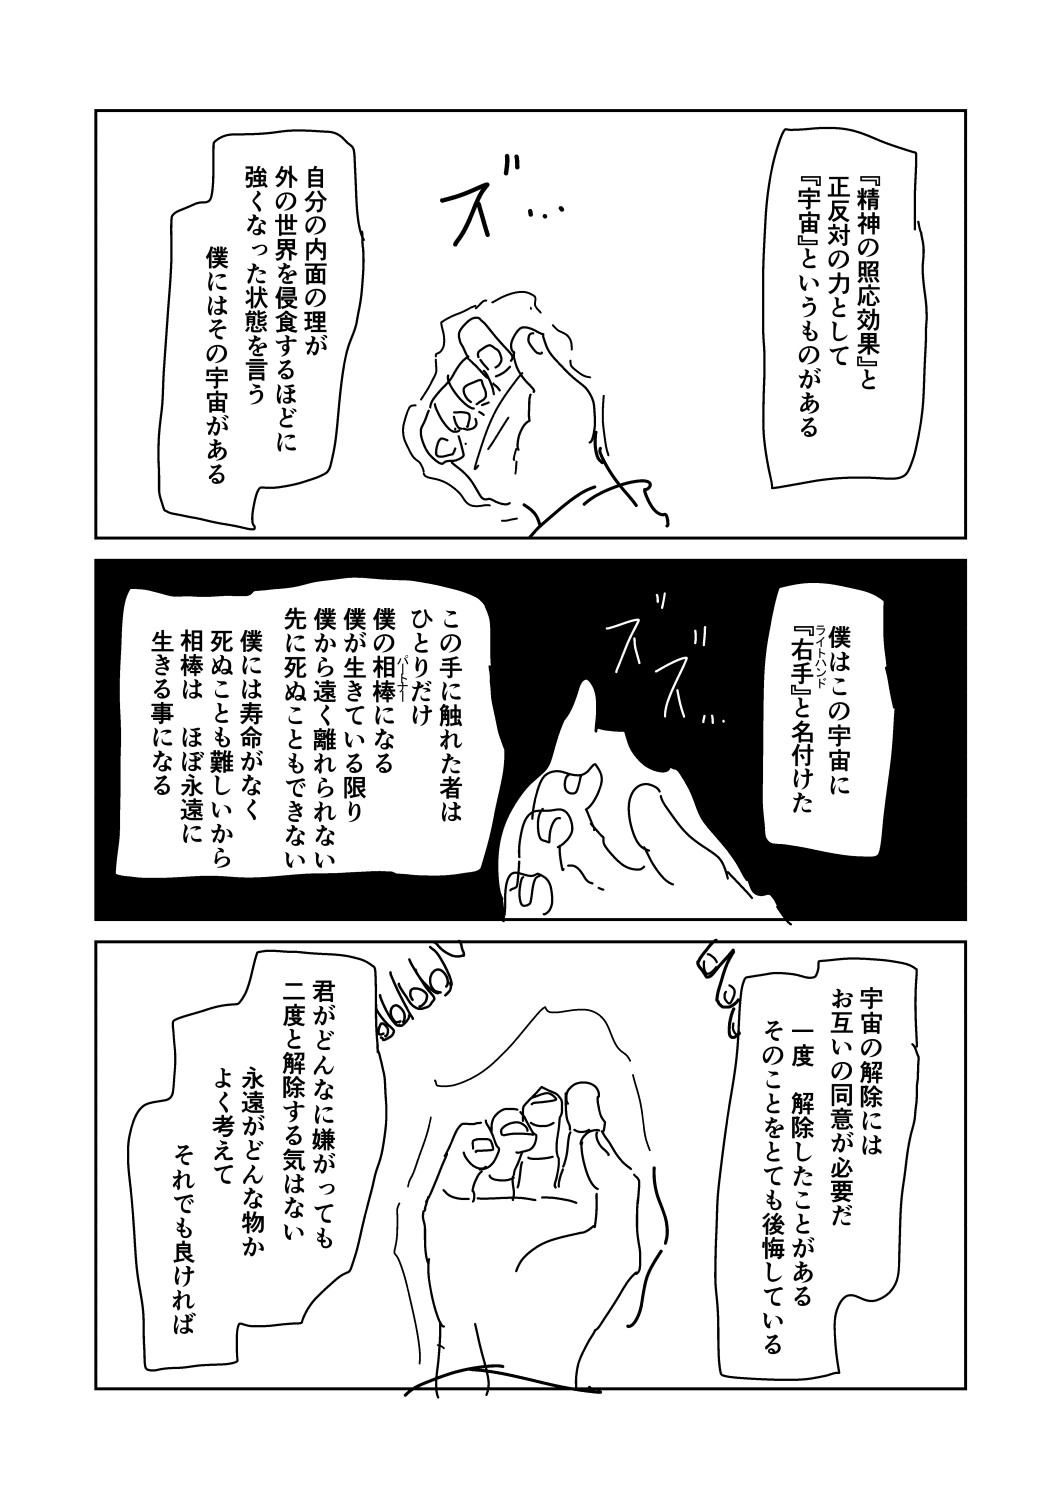 『精神の照応効果』と
正反対の力として
『宇宙』というものがある
ズ…
自分の内面の理が
外の世界を侵食するほどに
強くなった状態を言う
僕にはその宇宙がある
僕はこの宇宙に
『右手』と名付けた
ライトハンド
ズズ…
この手に触れた者は
ひとりだけ
僕の相棒になる
パートナー
僕が生きている限り
僕から遠く離れられない
先に死ぬこともできない
僕には寿命がなく
死ぬことも難しいから
相棒は　ほぼ永遠に
生きる事になる
宇宙の解除には
お互いの同意が必要だ
一度　解除したことがある
そのことをとても後悔している
君がどんなに嫌がっても
二度と解除する気はない
永遠がどんな物か
よく考えて
それでも良ければ